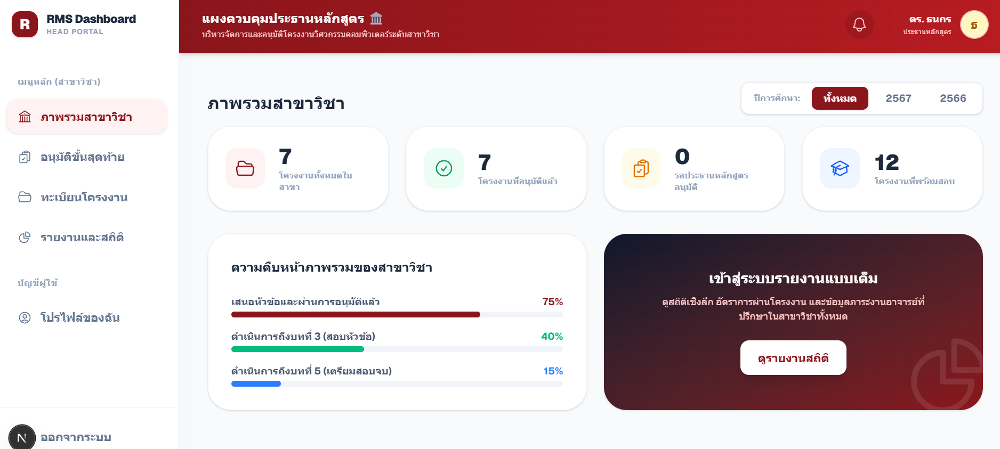 R
RMS Dashboard
HEAD PORTAL
เมนูหลัก (สาขาวิชา)
ภาพรวมสาขาวิชา
อนุมัติขั้นสุดท้าย
ทะเบียนโครงงาน
รายงานและสถิติ
บัญชีผู้ใช้
โปรไฟล์ของฉัน
N
ออกจากระบบ
แผงควบคุมประธานหลักสูตร 🏛️
บริหารจัดการและอนุมัติโครงงานวิศวกรรมคอมพิวเตอร์ระดับสาขาวิชา
ดร. ธนกร
ประธานหลักสูตร
ธ
ภาพรวมสาขาวิชา
ปีการศึกษา: ทั้งหมด 2567 2566
7
โครงงานทั้งหมดใน
สาขา
7
โครงงานที่อนุมัติแล้ว
0
รอประธานหลักสูตร
อนุมัติ
12
โครงงานที่พร้อมสอบ
ความคืบหน้าภาพรวมของสาขาวิชา
เสนอหัวข้อและผ่านการอนุมัติแล้ว 75%
ดำเนินการถึงบทที่ 3 (สอบหัวข้อ) 40%
ดำเนินการถึงบทที่ 5 (เตรียมสอบจบ) 15%
เข้าสู่ระบบรายงานแบบเต็ม
ดูสถิติเชิงลึก อัตราการผ่านโครงงาน และข้อมูลภาระงานอาจารย์ที่
ปรึกษาในสาขาวิชาทั้งหมด
ดูรายงานสถิติ